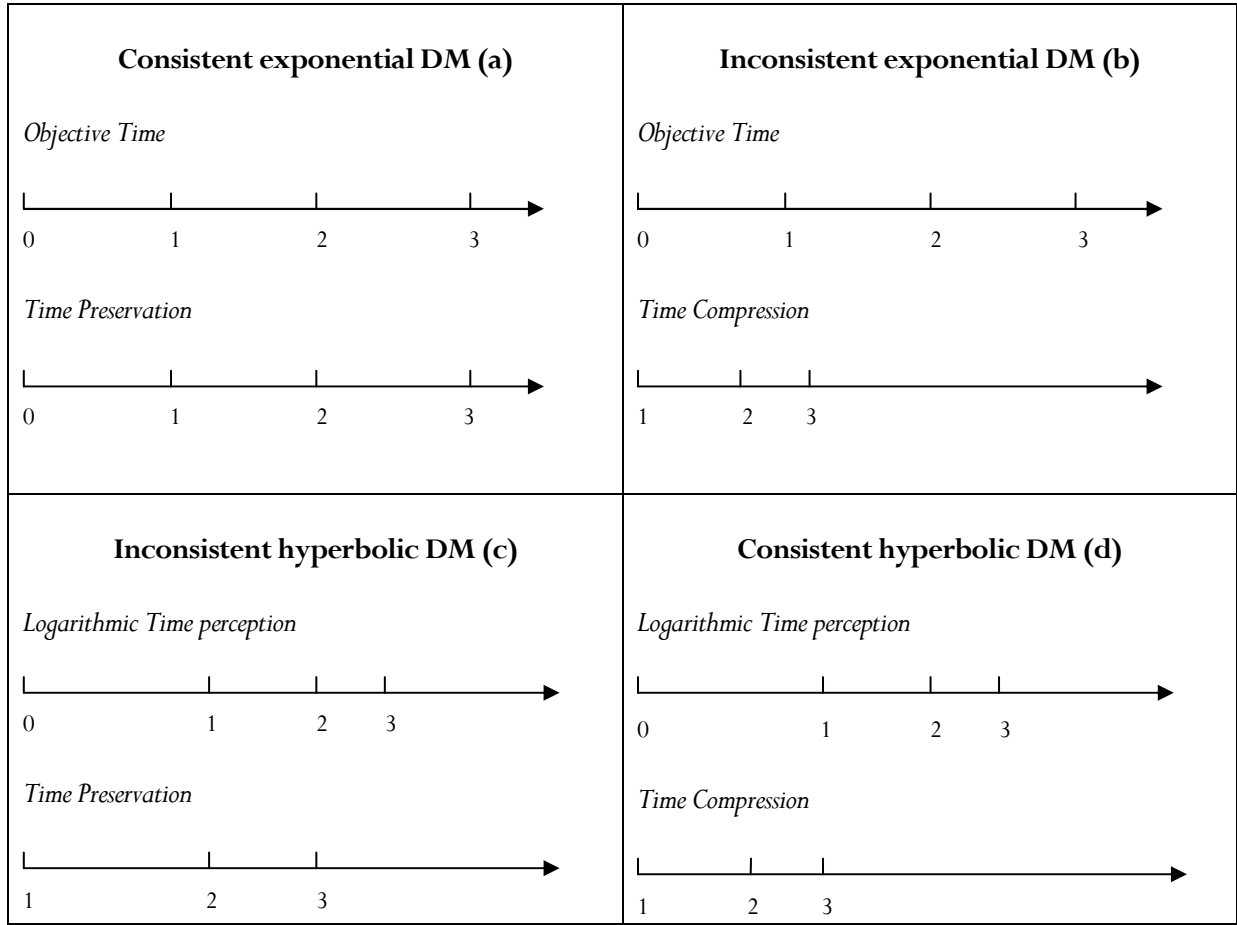 Consistent exponential DM (a)
Objective Time
0 1 2 3
Time Preservation
0 1 2 3
Inconsistent exponential DM (b)
Objective Time
0 1 2 3
Time Compression
1 2 3
Inconsistent hyperbolic DM (c)
Logarithmic Time perception
0 1 2 3
Time Preservation
1 2 3
Consistent hyperbolic DM (d)
Logarithmic Time perception
0 1 2 3
Time Compression
1 2 3